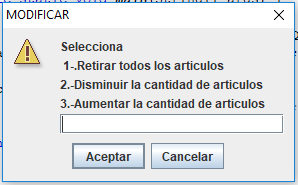 MODIFICAR
Selecciona
1-.Retirar todos los articulos
2.-Disminuir la cantidad de articulos
3.-Aumentar la cantidad de articulos
Aceptar
Cancelar